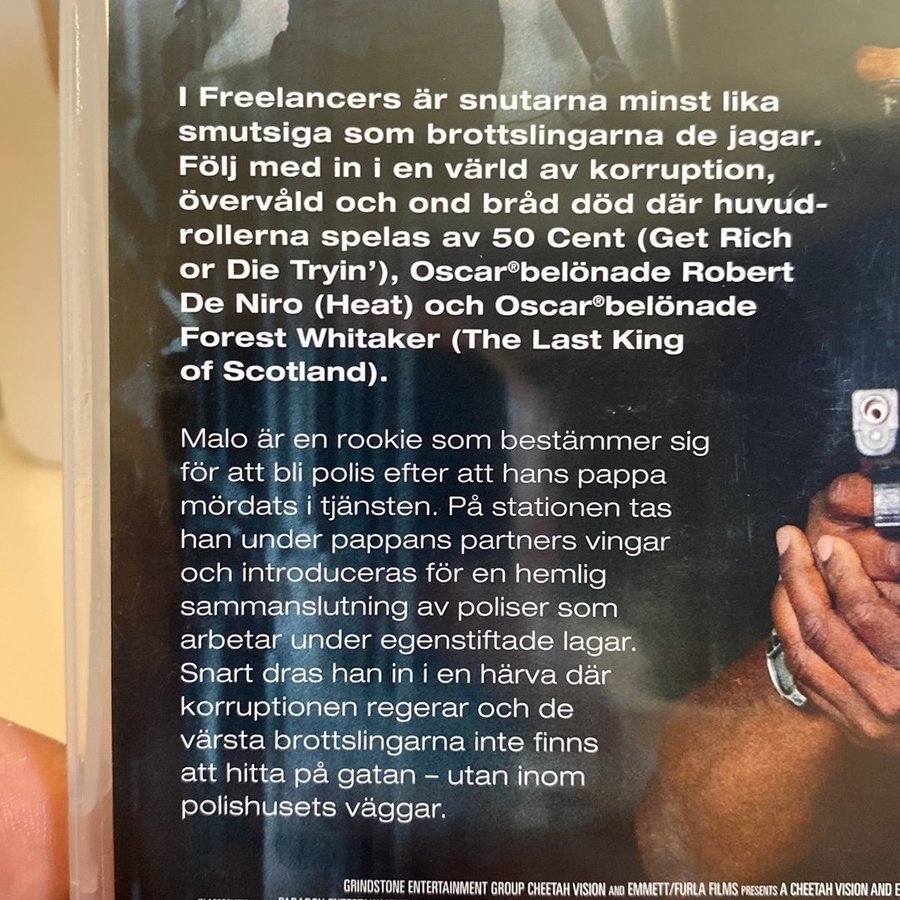 I Freelancers är snutarna minst lika
smutsiga som brottslingarna de jagar.
Följ med in i en värld av korruption,
övervåld och ond bråd död där huvud-
rollerna spelas av 50 Cent (Get Rich
or Die Tryin’), Oscar®belönade Robert
De Niro (Heat) och Oscar®belönade
Forest Whitaker (The Last King
of Scotland).
Malo är en rookie som bestämmer sig
för att bli polis efter att hans pappa
mördats i tjänsten. På stationen tas
han under pappans partners vingar
och introduceras för en hemlig
sammanslutning av poliser som
arbetar under egenstiftade lagar.
Snart dras han in i en härva där
korruptionen regerar och de
värsta brottslingarna inte finns
att hitta på gatan – utan inom
polishusets väggar.
GRINDSTONE ENTERTAINMENT GROUP CHEETAH VISION AND EMMETT/FURLA FILMS PRESENTS A CHEETAH VISION AND